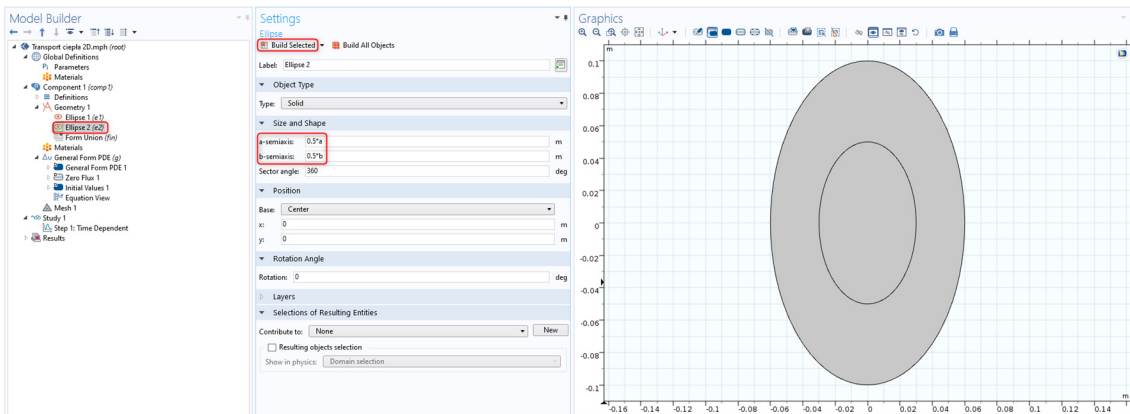 Model Builder
Transport ciepła 2D.mph (root)
Global Definitions
Pi Parameters
Materials
Component 1 (comp1)
Definitions
Geometry 1
Ellipse 1 (e1)
Ellipse 2 (e2)
Form Union (fin)
Materials
Δu General Form PDE (g)
General Form PDE 1
Zero Flux 1
Initial Values 1
Equation View
Mesh 1
Study 1
Step 1: Time Dependent
Results
Settings
Ellipse
Build Selected
Build All Objects
Label: Ellipse 2
Object Type
Type: Solid
Size and Shape
a-semiaxis: 0.5*a m
b-semiaxis: 0.5*b m
Sector angle: 360 deg
Position
Base: Center
x: 0 m
y: 0 m
Rotation Angle
Rotation: 0 deg
Layers
Selections of Resulting Entities
Contribute to: None New
Resulting objects selection
Show in physics: Domain selection
Graphics
m
0.1
0.08
0.06
0.04
0.02
0
-0.02
-0.04
-0.06
-0.08
-0.1
m
-0.16 -0.14 -0.12 -0.1 -0.08 -0.06 -0.04 -0.02 0 0.02 0.04 0.06 0.08 0.1 0.12 0.14